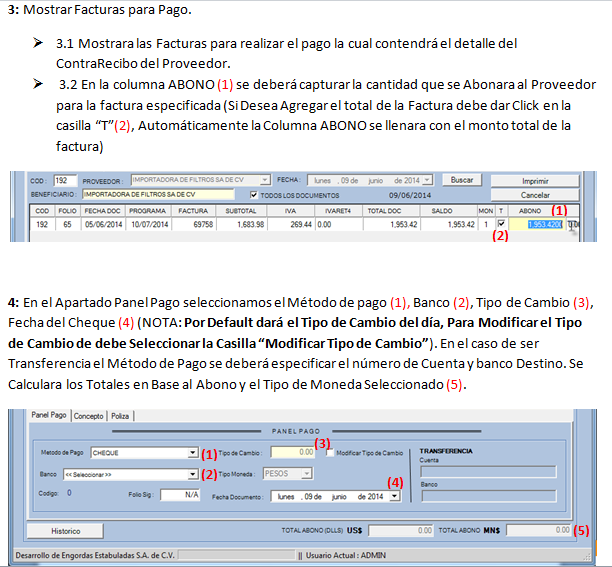 3: Mostrar Facturas para Pago.
3.1 Mostrara las Facturas para realizar el pago la cual contendrá el detalle del
ContraRecibo del Proveedor.
3.2 En la columna ABONO (1) se deberá capturar la cantidad que se Abonara al Proveedor
para la factura especificada (Si Desea Agregar el total de la Factura debe dar Click en la
casilla “T”(2), Automáticamente la Columna ABONO se llenara con el monto total de la
factura)
COD : 192 PROVEEDOR : IMPORTADORA DE FILTROS SA DE CV FECHA : lunes , 09 de junio de 2014 Buscar Imprimir
BENEFICIARIO : IMPORTADORA DE FILTROS SA DE CV TODOS LOS DOCUMENTOS 09/06/2014 Cancelar
COD FOLIO FECHA DOC PROGRAMA FACTURA SUBTOTAL IVA IVARET4 TOTAL DOC SALDO MON T ABONO (1)
192 65 05/06/2014 10/07/2014 69758 1,683.98 269.44 0.00 1,953.42 1,953.42 1 1,953.4200
(2)
4: En el Apartado Panel Pago seleccionamos el Método de pago (1), Banco (2), Tipo de Cambio (3),
Fecha del Cheque (4) (NOTA: Por Default dará el Tipo de Cambio del día, Para Modificar el Tipo
de Cambio de debe Seleccionar la Casilla “Modificar Tipo de Cambio”). En el caso de ser
Transferencia el Método de Pago se deberá especificar el número de Cuenta y banco Destino. Se
Calculara los Totales en Base al Abono y el Tipo de Moneda Seleccionado (5).
Panel Pago Concepto Poliza
PANEL PAGO
(3)
Metodo de Pago CHEQUE (1) Tipo de Cambio : 0.00 Modificar Tipo de Cambio TRANSFERENCIA
Cuenta
Banco << Seleccionar >> (2) Tipo Moneda : PESOS
(4)
Banco
Codigo: 0 Folio Sig : N/A Fecha Documento : lunes , 09 de junio de 2014
Historico TOTAL ABONO (DLLS) US$ 0.00 TOTAL ABONO MN$ 0.00 (5)
Desarrollo de Engordas Estabuladas S.A. de C.V. || Usuario Actual : ADMIN